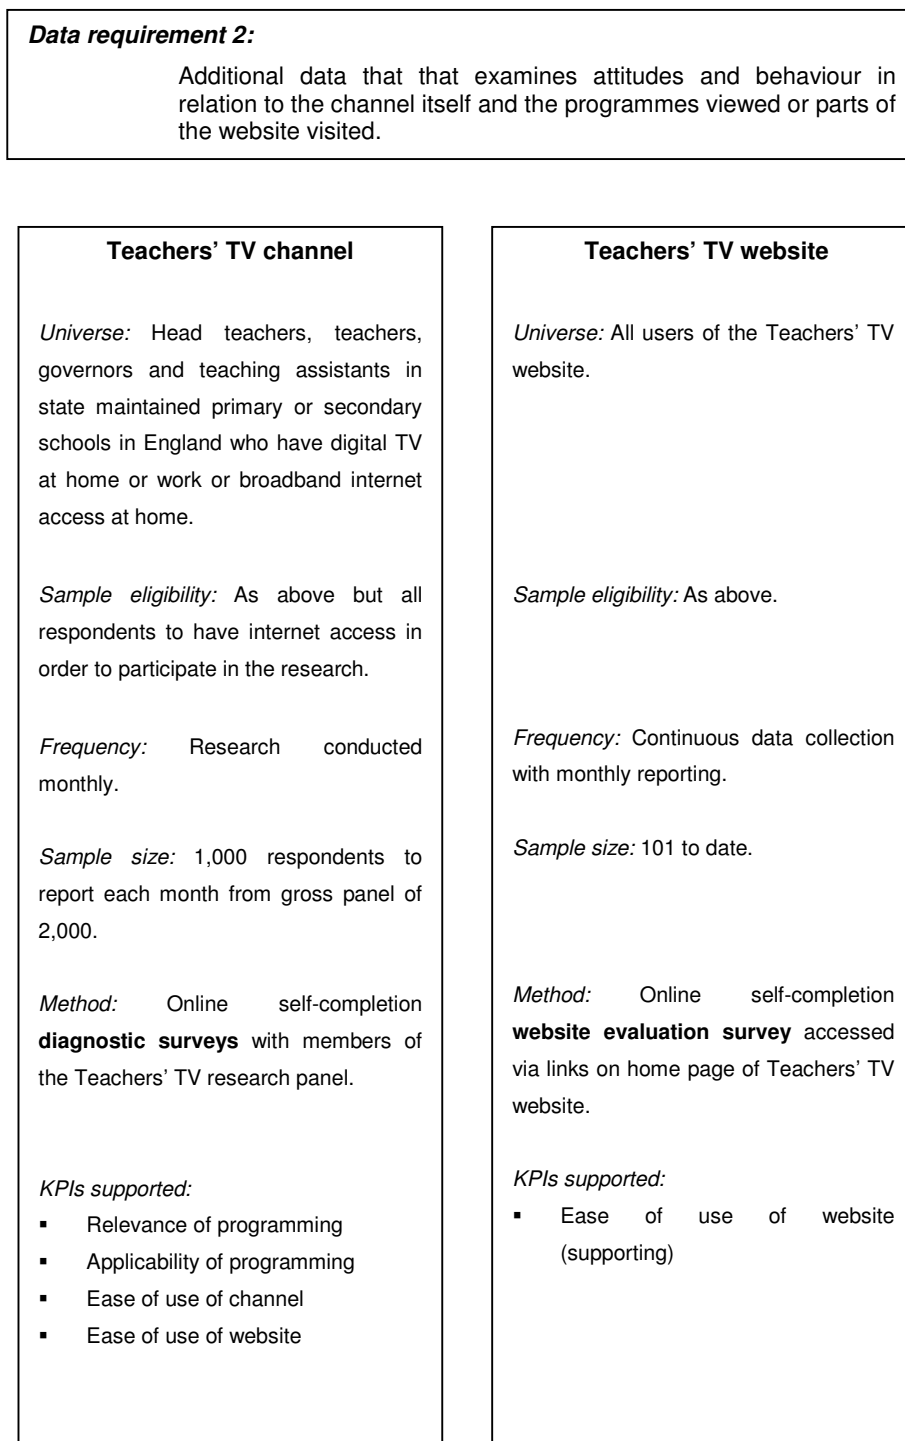 Data requirement 2:
Additional data that that examines attitudes and behaviour in
relation to the channel itself and the programmes viewed or parts of
the website visited.
Teachers’ TV channel
Universe: Head teachers, teachers,
governors and teaching assistants in
state maintained primary or secondary
schools in England who have digital TV
at home or work or broadband internet
access at home.
Sample eligibility: As above but all
respondents to have internet access in
order to participate in the research.
Frequency: Research conducted
monthly.
Sample size: 1,000 respondents to
report each month from gross panel of
2,000.
Method: Online self-completion
diagnostic surveys with members of
the Teachers’ TV research panel.
KPIs supported:
▪ Relevance of programming
▪ Applicability of programming
▪ Ease of use of channel
▪ Ease of use of website
Teachers’ TV website
Universe: All users of the Teachers’ TV
website.
Sample eligibility: As above.
Frequency: Continuous data collection
with monthly reporting.
Sample size: 101 to date.
Method: Online self-completion
website evaluation survey accessed
via links on home page of Teachers’ TV
website.
KPIs supported:
▪ Ease of use of website
(supporting)